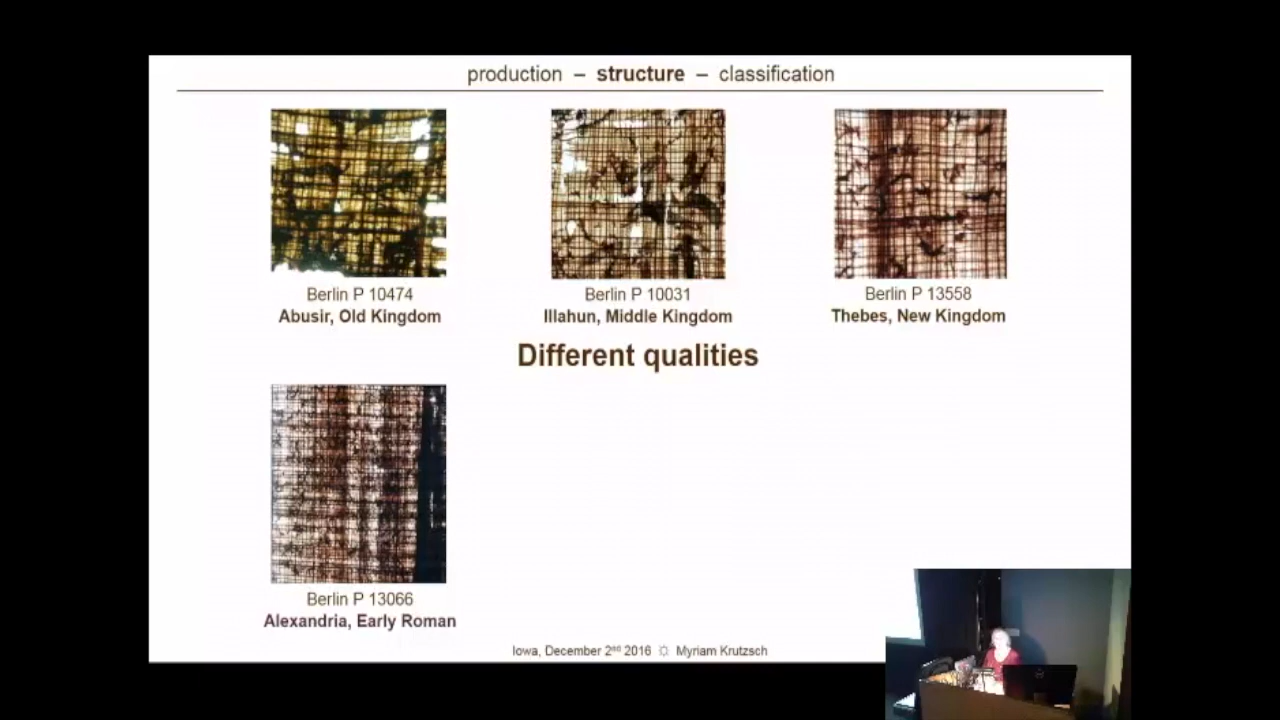 production – structure – classification
Berlin P 10474
Abusir, Old Kingdom
Berlin P 10031
Illahun, Middle Kingdom
Berlin P 13558
Thebes, New Kingdom
Different qualities
Berlin P 13066
Alexandria, Early Roman
Iowa, December 2nd 2016 ☼ Myriam Krutzsch